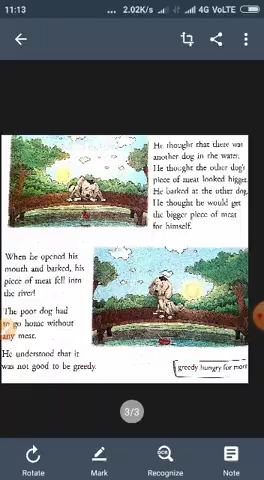 11:13
... 2.02K/s 4G VoLTE
He thought that there was
another dog in the water.
He thought the other dog's
piece of meat looked bigger.
He barked at the other dog.
He thought he would get
the bigger piece of meat
for himself.
When he opened his
mouth and barked, his
piece of meat fell into
the river!
The poor dog had
to go home without
any meat.
He understood that it
was not good to be greedy.
greedy hungry for more
3/3
Rotate
Mark
OCR
Recognize
Note